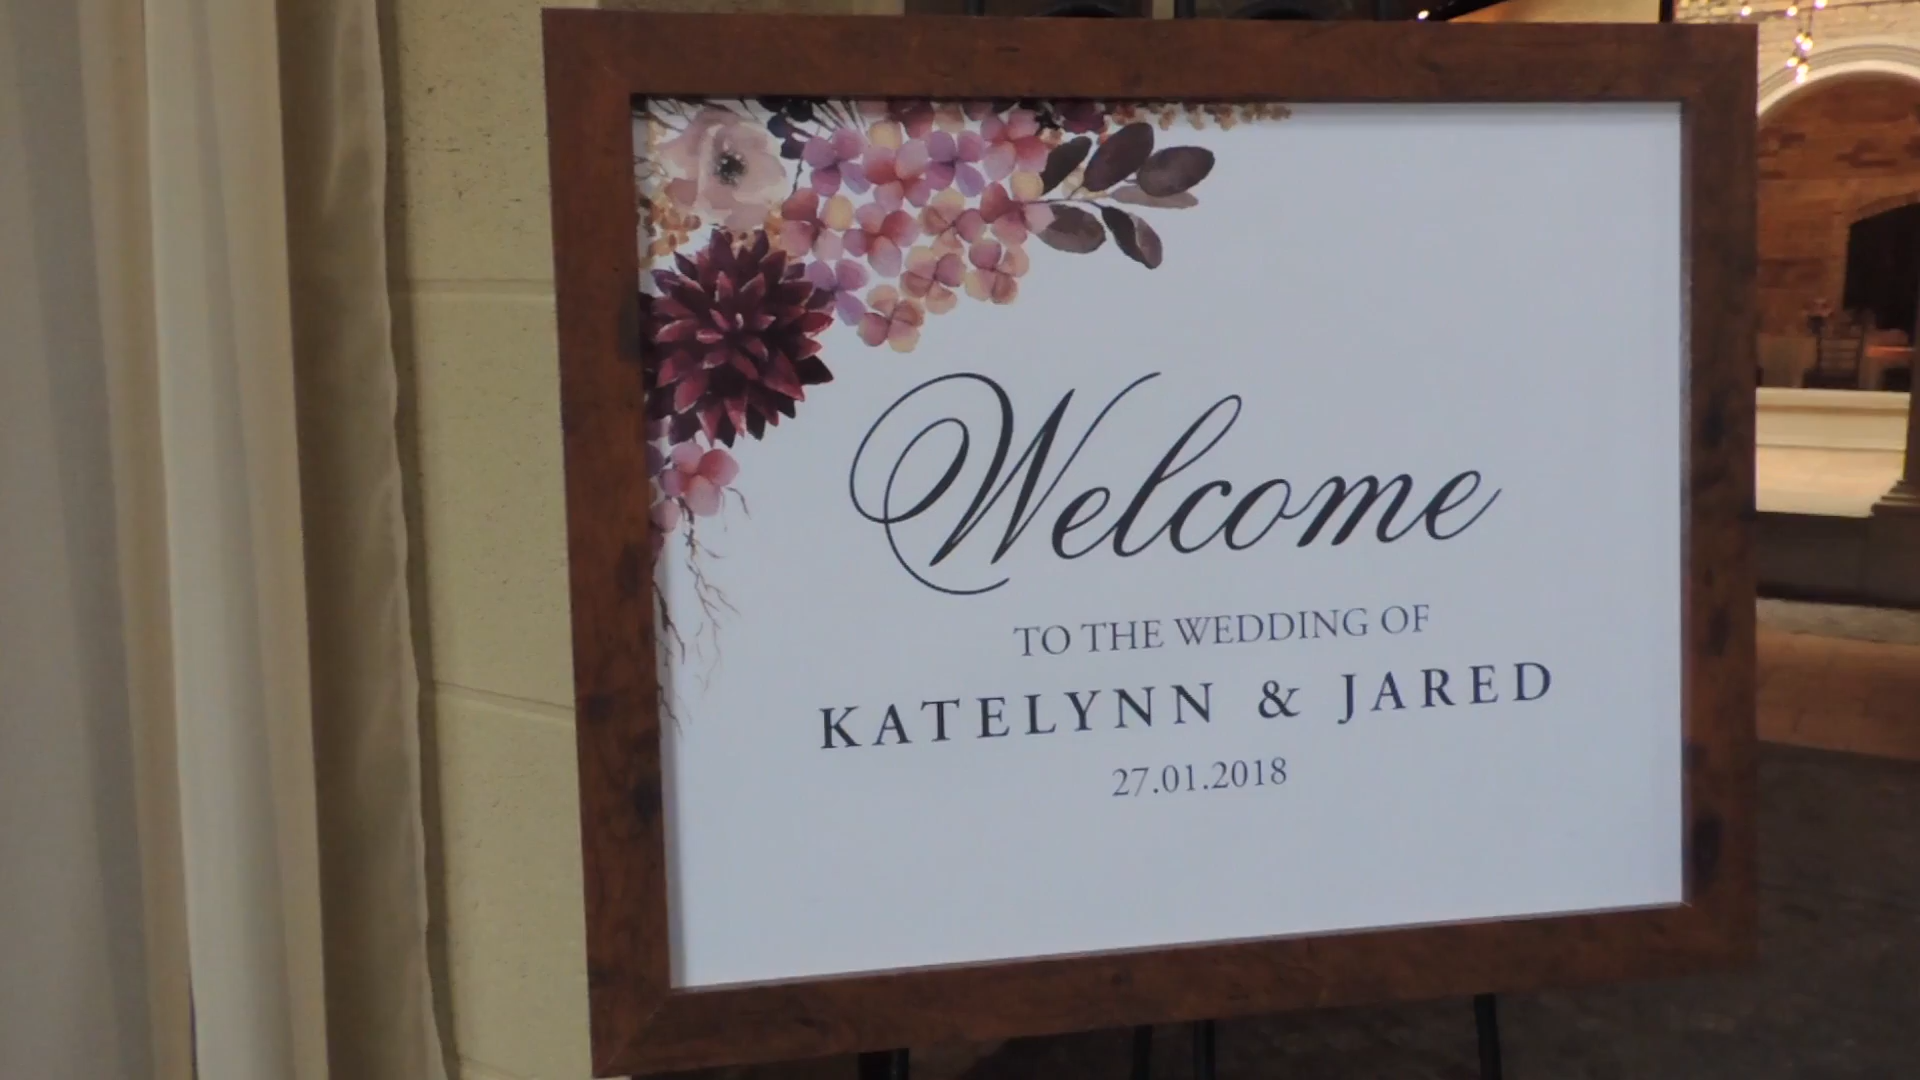 Welcome
TO THE WEDDING OF
KATELYNN & JARED
27.01.2018